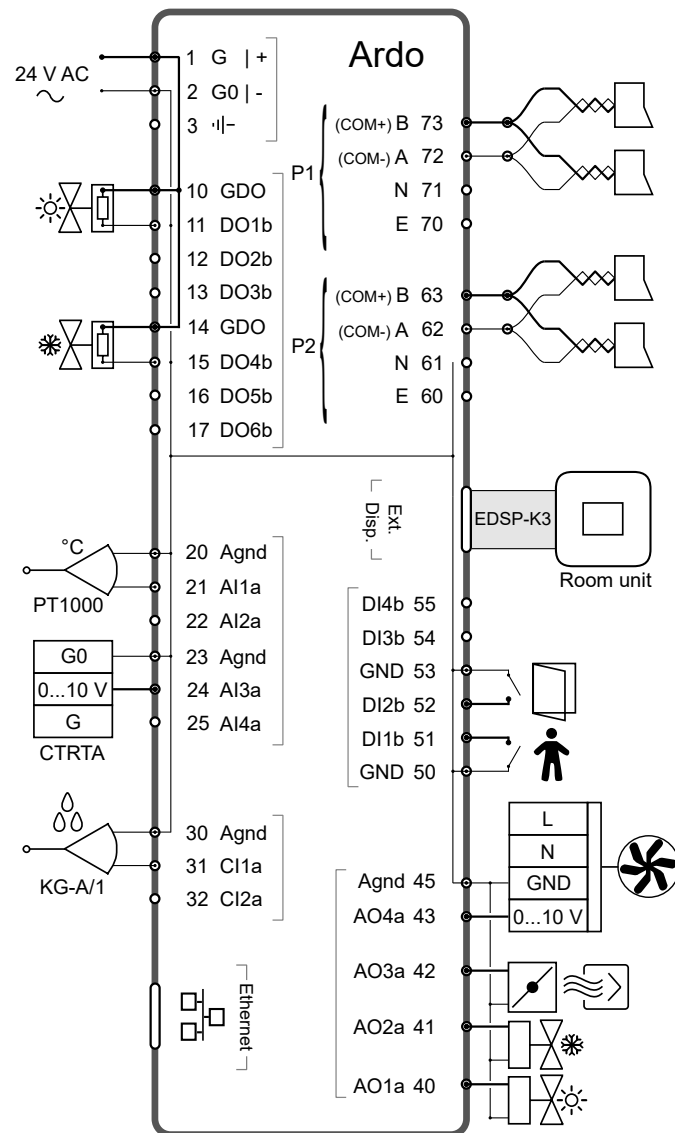 Ardo
24 V AC
1 G | +
2 G0 | -
3
10 GDO
11 DO1b
12 DO2b
13 DO3b
14 GDO
15 DO4b
16 DO5b
17 DO6b
P1
(COM+) B 73
(COM-) A 72
N 71
E 70
P2
(COM+) B 63
(COM-) A 62
N 61
E 60
Ext.
Disp.
EDSP-K3
Room unit
°C
PT1000
20 Agnd
21 AI1a
22 AI2a
23 Agnd
24 AI3a
25 AI4a
G0
0...10 V
G
CTRTA
DI4b 55
DI3b 54
GND 53
DI2b 52
DI1b 51
GND 50
KG-A/1
30 Agnd
31 CI1a
32 CI2a
Agnd 45
AO4a 43
AO3a 42
AO2a 41
AO1a 40
L
N
GND
0...10 V
Ethernet